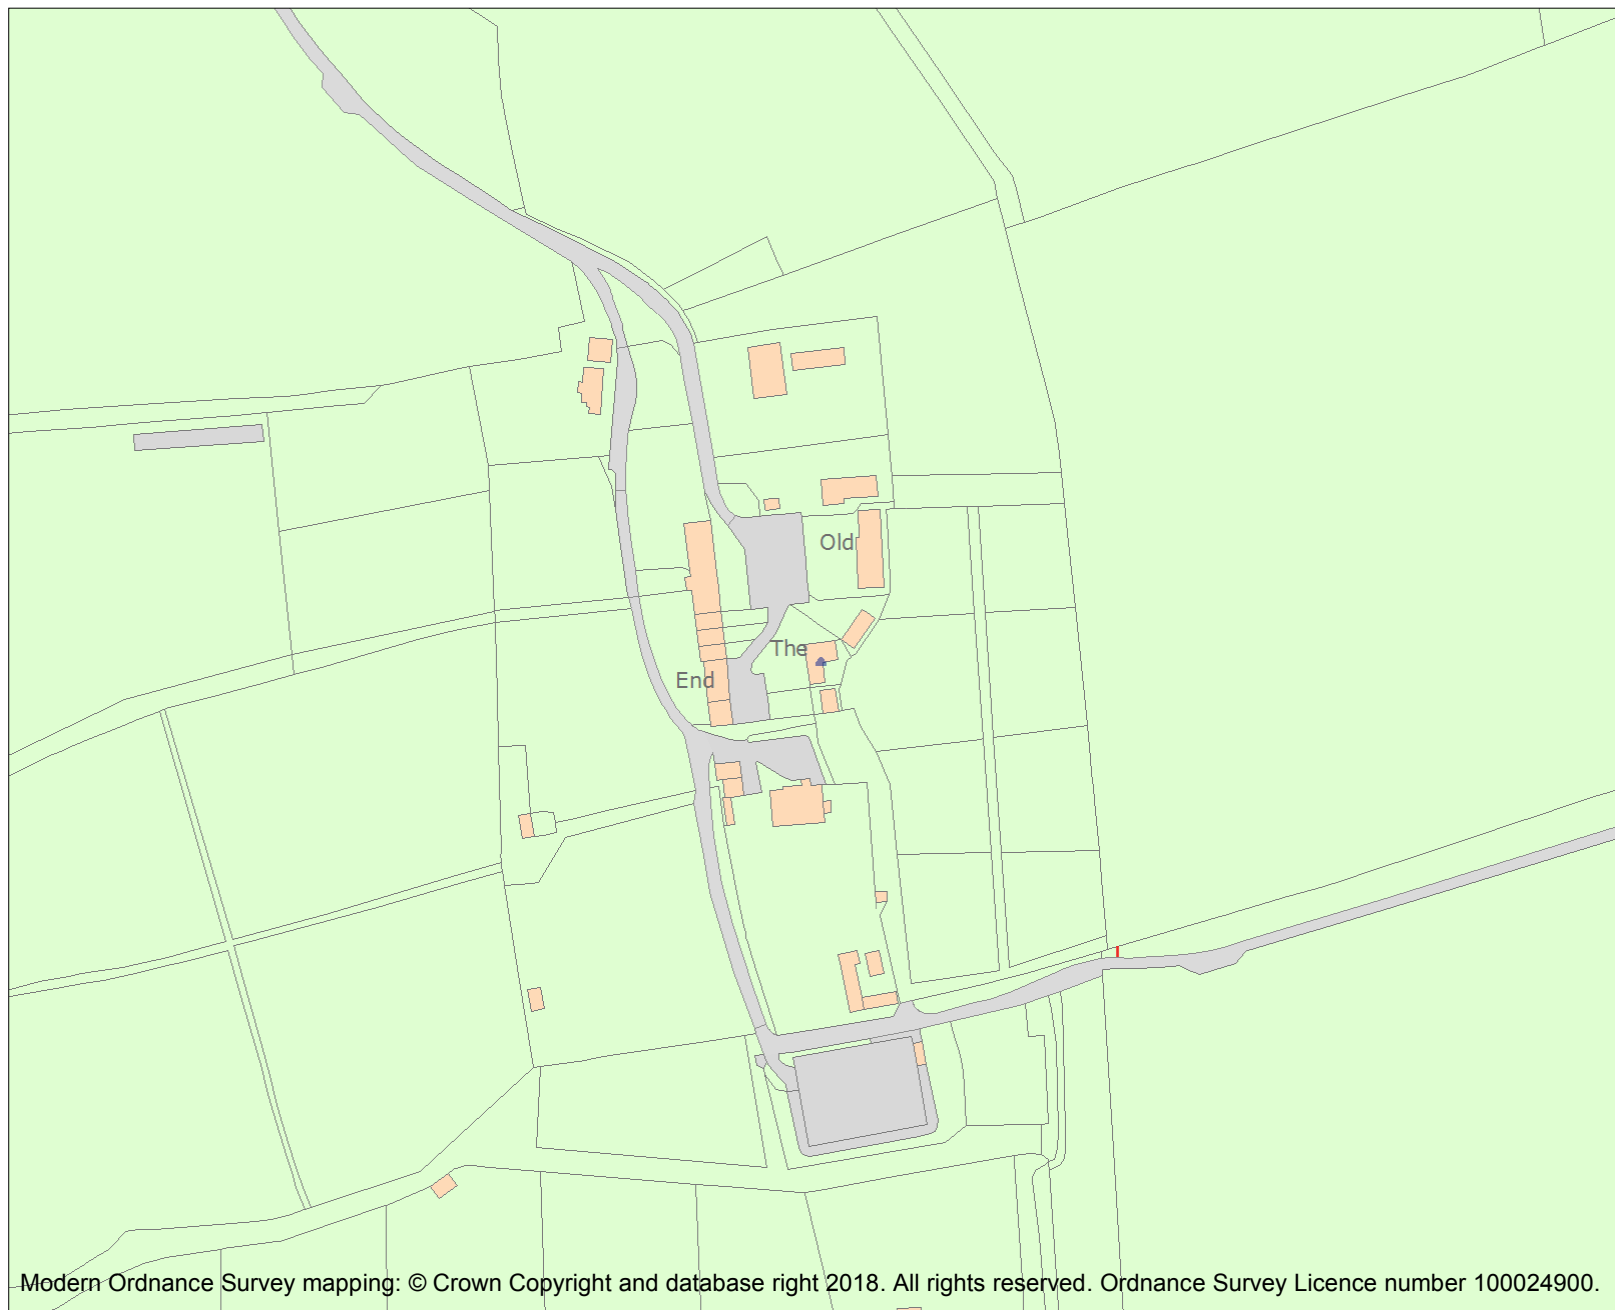 Old
The
End
Modern Ordnance Survey mapping: © Crown Copyright and database right 2018. All rights reserved. Ordnance Survey Licence number 100024900.